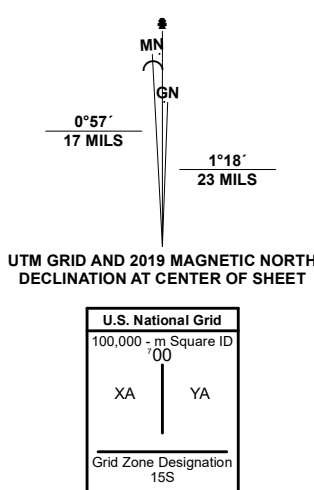 MN
GN
0°57´
17 MILS
1°18´
23 MILS
UTM GRID AND 2019 MAGNETIC NORTH
DECLINATION AT CENTER OF SHEET
U.S. National Grid
100,000 - m Square ID
⁷00
XA YA
Grid Zone Designation
15S